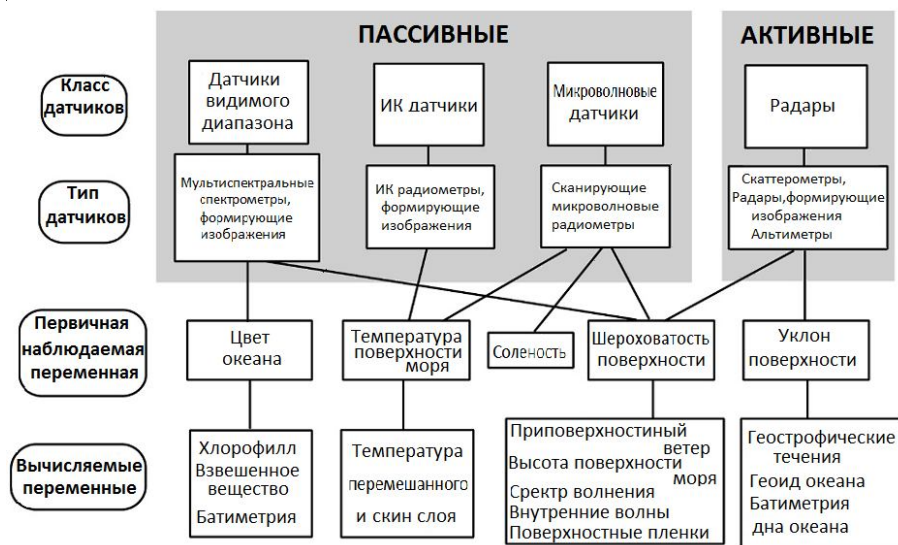 ПАССИВНЫЕ
АКТИВНЫЕ
Класс
датчиков
Датчики
видимого
диапазона
ИК датчики
Микроволновые
датчики
Радары
Тип
датчиков
Мультиспектральные
спектрометры,
формирующие
изображения
ИК радиометры,
формирующие
изображения
Сканирующие
микроволновые
радиометры
Скаттерометры,
Радары,формирующие
изображения
Альтиметры
Первичная
наблюдаемая
переменная
Цвет
океана
Температура
поверхности
моря
Соленость
Шероховатость
поверхности
Уклон
поверхности
Вычисляемые
переменные
Хлорофилл
Взвешенное
вещество
Батиметрия
Температура
перемешанного
и скин слоя
Приповерхностиный
ветер
Высота поверхности
моря
Сректр волнения
Внутренние волны
Поверхностные пленки
Геострофические
течения
Геоид океана
Батиметрия
дна океана